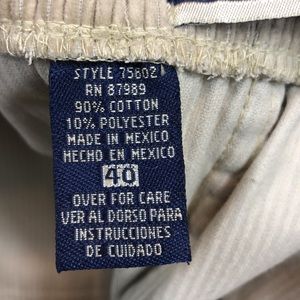 STYLE 75602
RN 87989
90% COTTON
10% POLYESTER
MADE IN MEXICO
HECHO EN MEXICO
40
OVER FOR CARE
VER AL DORSO PARA
INSTRUCCIONES
DE CUIDADO